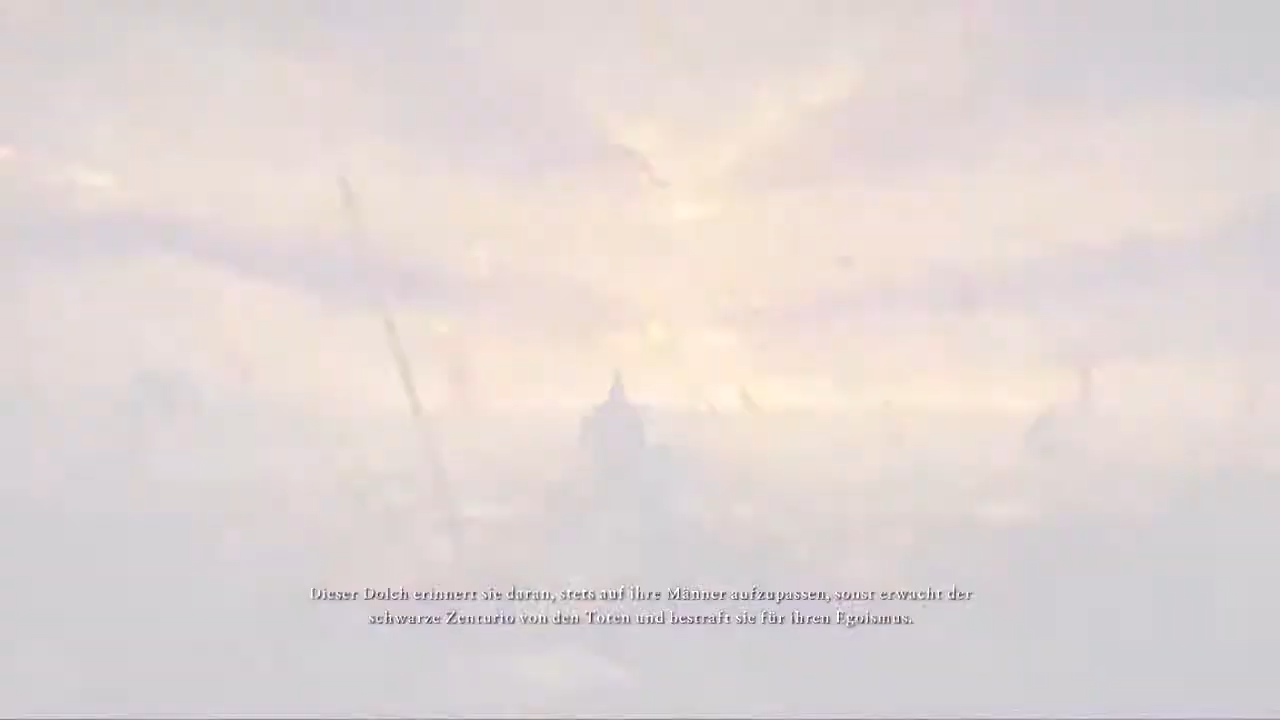 Dieser Dolch erinnert sie daran, stets auf ihre Männer aufzupassen, sonst erwacht der
schwarze Zenturio von den Toten und bestraft sie für ihren Egoismus.